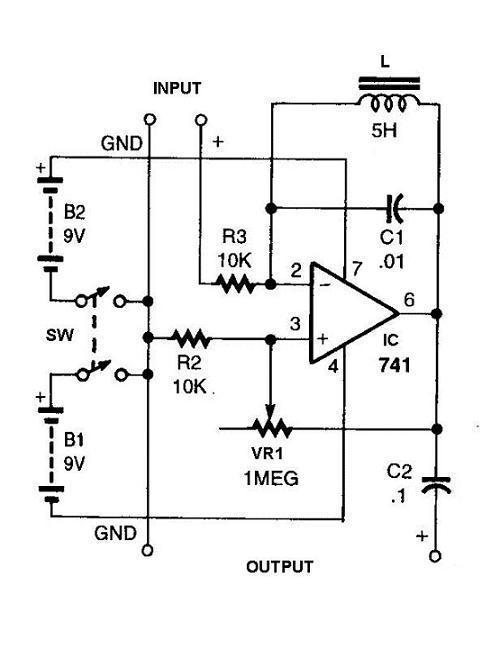 L
INPUT
5H
GND
+
+
B2
9V
R3
10K
C1
.01
2
-
7
6
SW
3
+
IC
741
R2
10K
4
+
B1
9V
VR1
1MEG
C2
.1
+
GND
OUTPUT